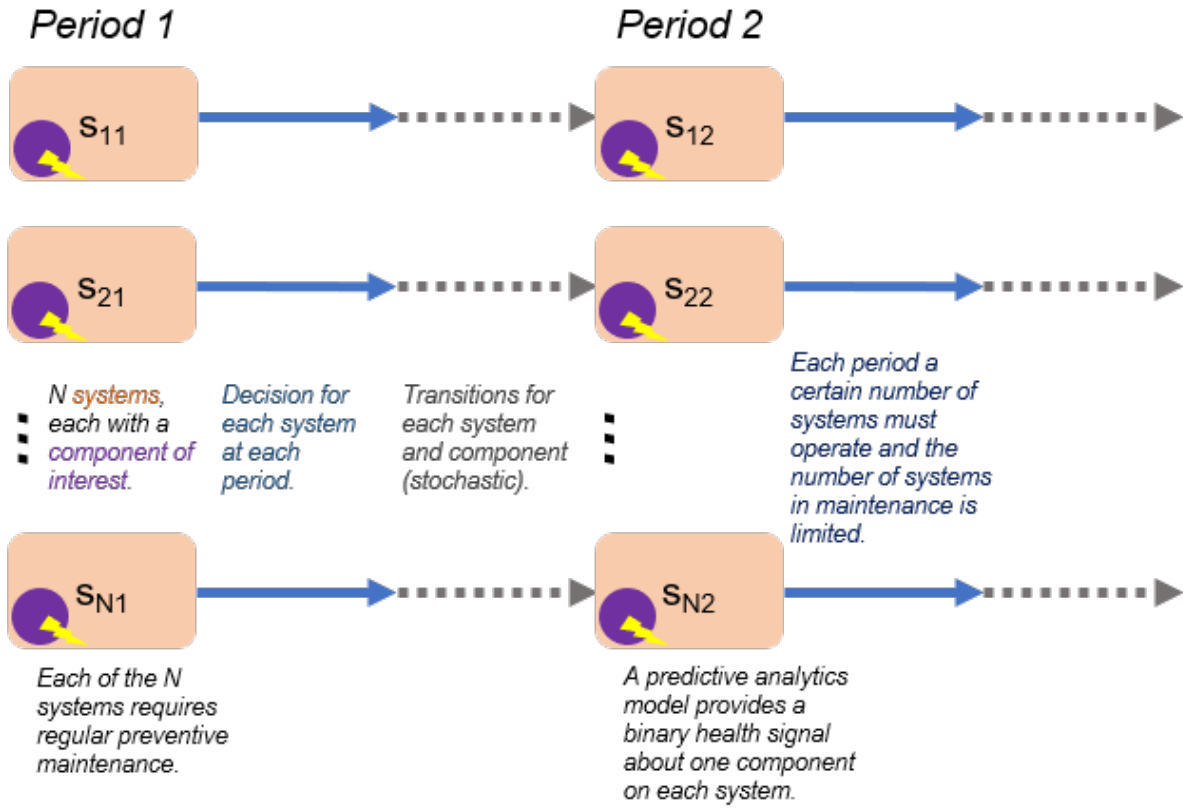 Period 1
Period 2
S11
S12
S21
S22
N systems,
each with a
component of
interest.
Decision for
each system
at each
period.
Transitions for
each system
and component
(stochastic).
Each period a
certain number of
systems must
operate and the
number of systems
in maintenance is
limited.
SN1
SN2
Each of the N
systems requires
regular preventive
maintenance.
A predictive analytics
model provides a
binary health signal
about one component
on each system.